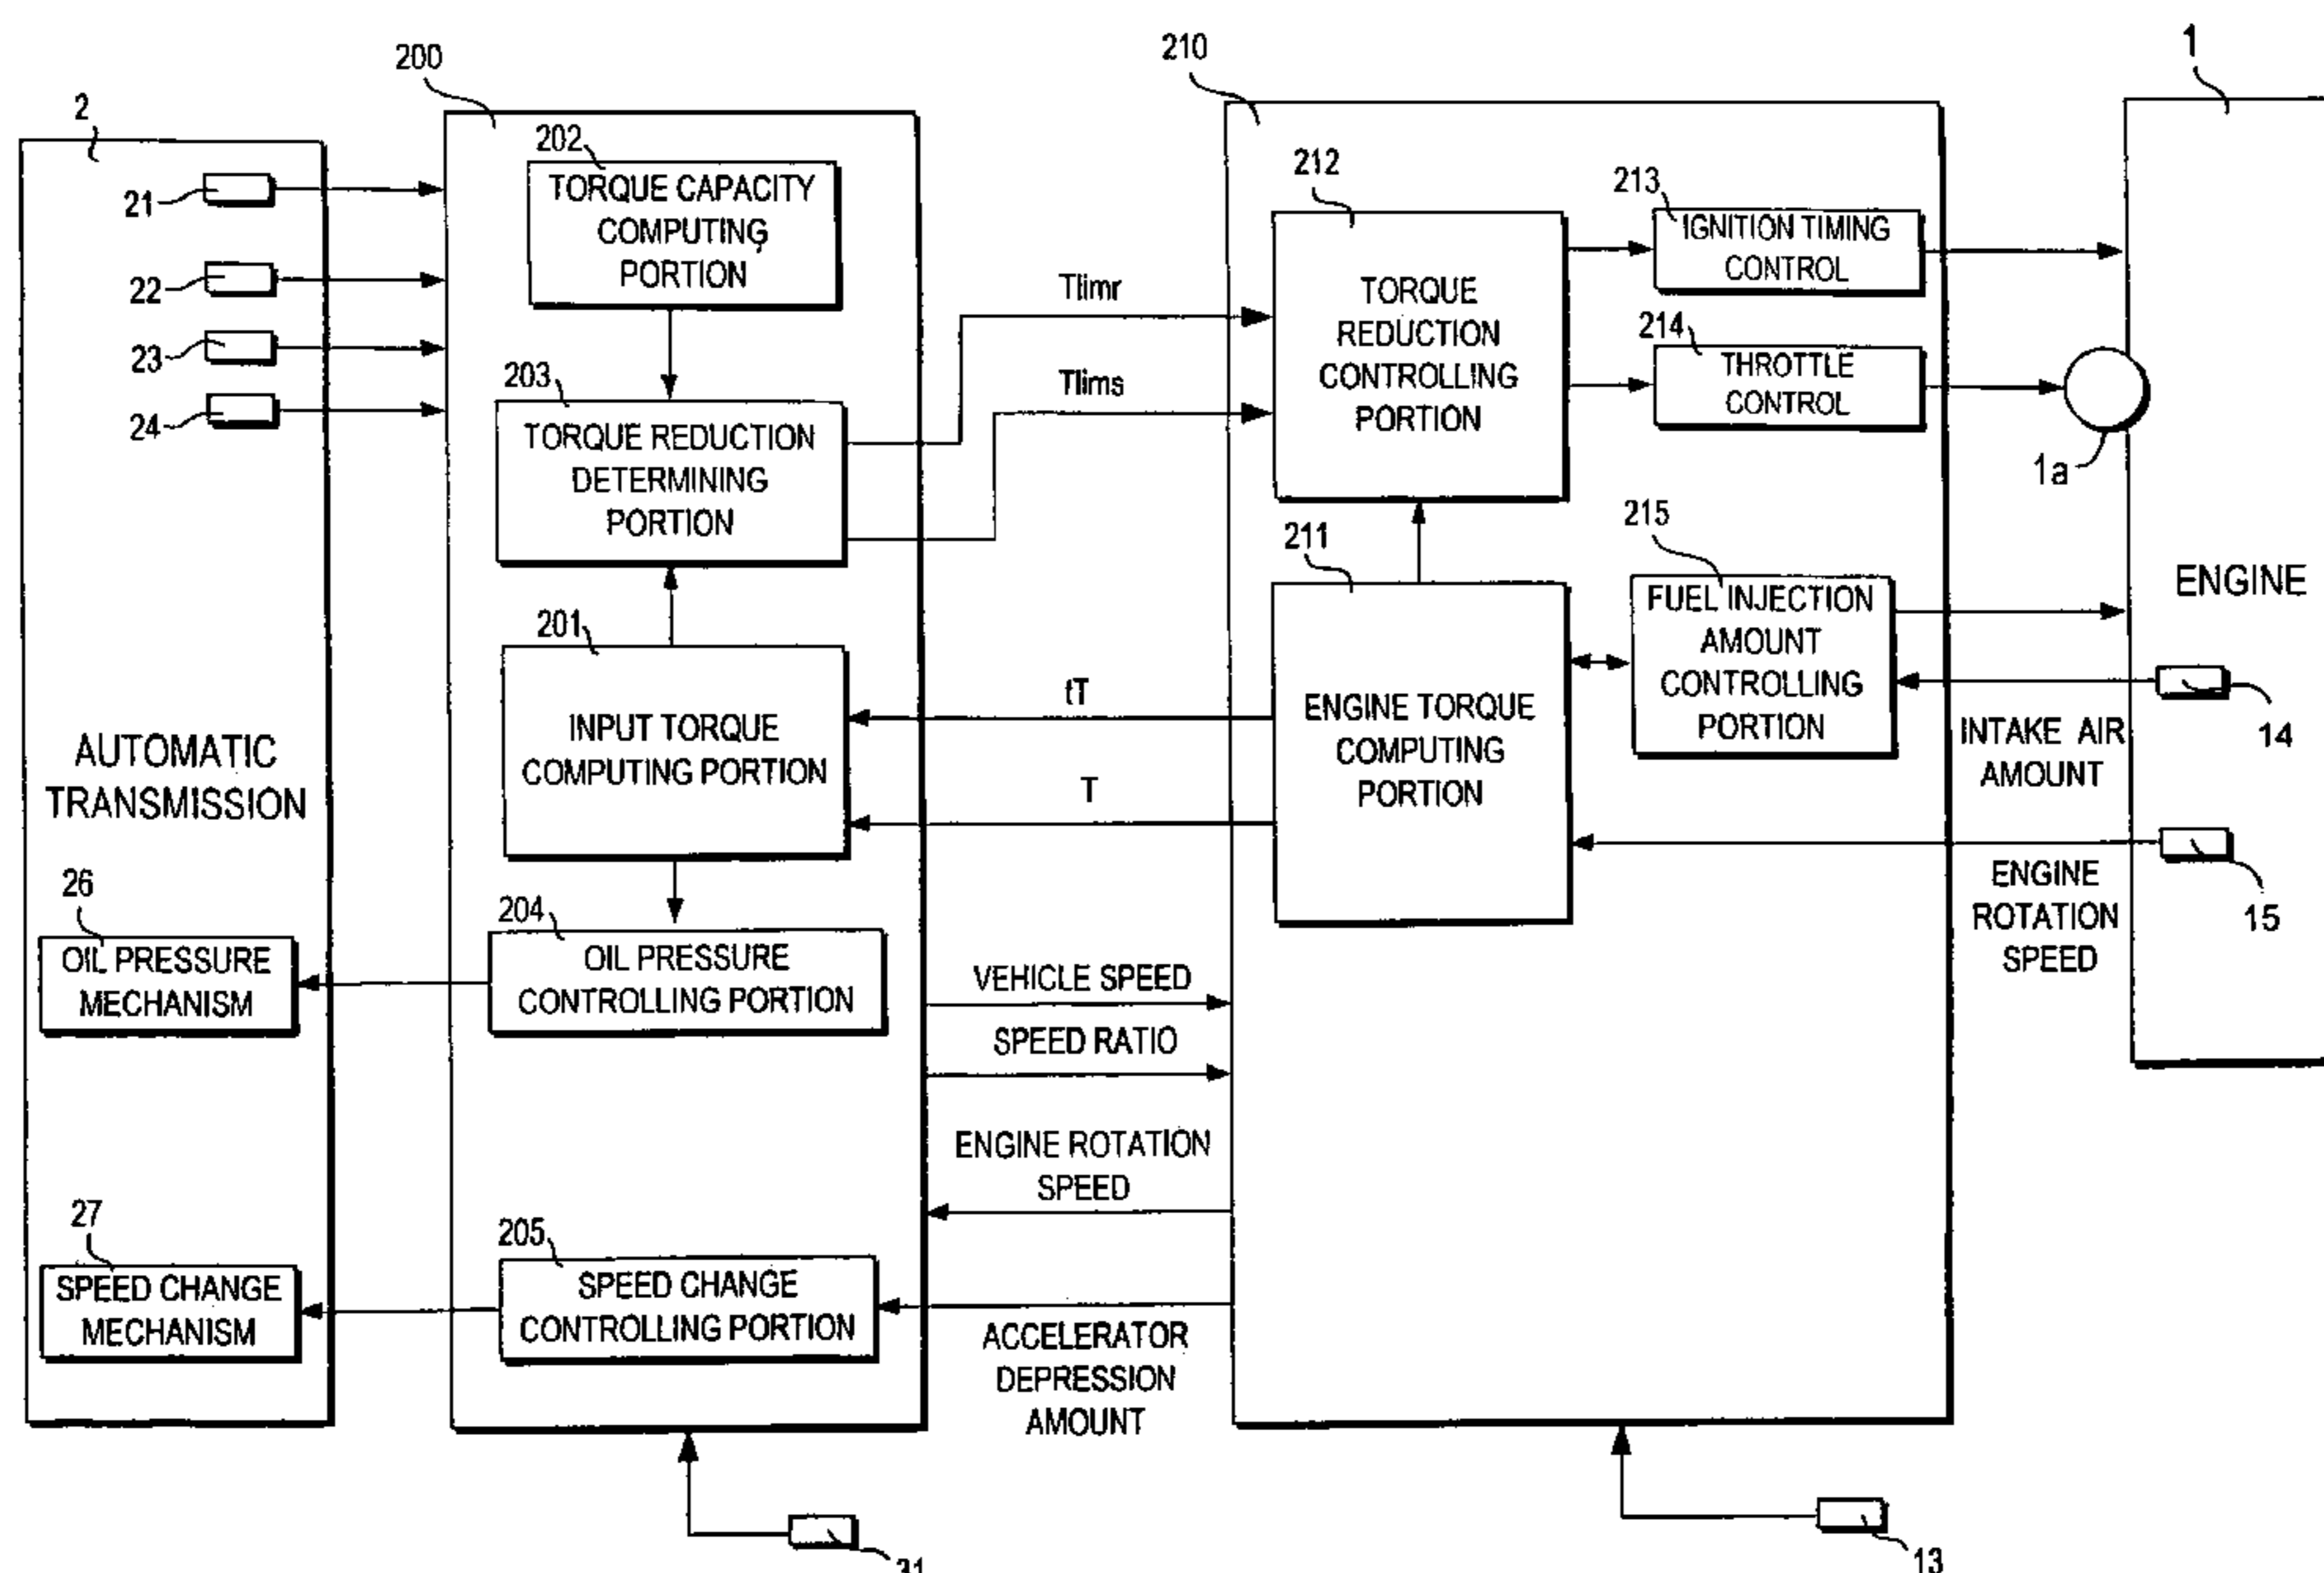 2
21
22
23
24
AUTOMATIC
TRANSMISSION
26
OIL PRESSURE
MECHANISM
27
SPEED CHANGE
MECHANISM
200
202
TORQUE CAPACITY
COMPUTING
PORTION
203
TORQUE REDUCTION
DETERMINING
PORTION
201
INPUT TORQUE
COMPUTING PORTION
204
OIL PRESSURE
CONTROLLING PORTION
205
SPEED CHANGE
CONTROLLING PORTION
31
Tlimr
Tlims
tT
T
VEHICLE SPEED
SPEED RATIO
ENGINE ROTATION
SPEED
ACCELERATOR
DEPRESSION
AMOUNT
210
212
TORQUE
REDUCTION
CONTROLLING
PORTION
213
IGNITION TIMING
CONTROL
214
THROTTLE
CONTROL
211
ENGINE TORQUE
COMPUTING
PORTION
215
FUEL INJECTION
AMOUNT
CONTROLLING
PORTION
13
INTAKE AIR
AMOUNT
ENGINE
ROTATION
SPEED
1
1a
ENGINE
14
15